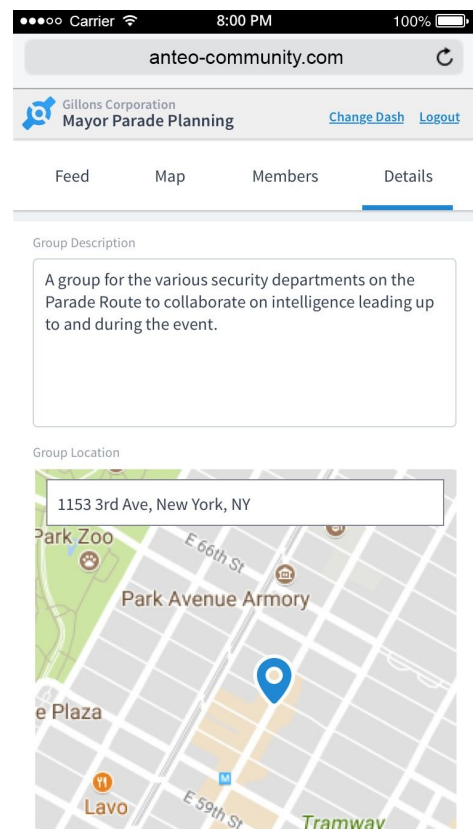 Carrier 8:00 PM 100%
anteo-community.com
Gillons Corporation
Mayor Parade Planning Change Dash Logout
Feed Map Members Details
Group Description
A group for the various security departments on the
Parade Route to collaborate on intelligence leading up
to and during the event.
Group Location
1153 3rd Ave, New York, NY
Park Zoo
E 66th St
Park Avenue Armory
e Plaza
M
Lavo
E 59th St
Tramway